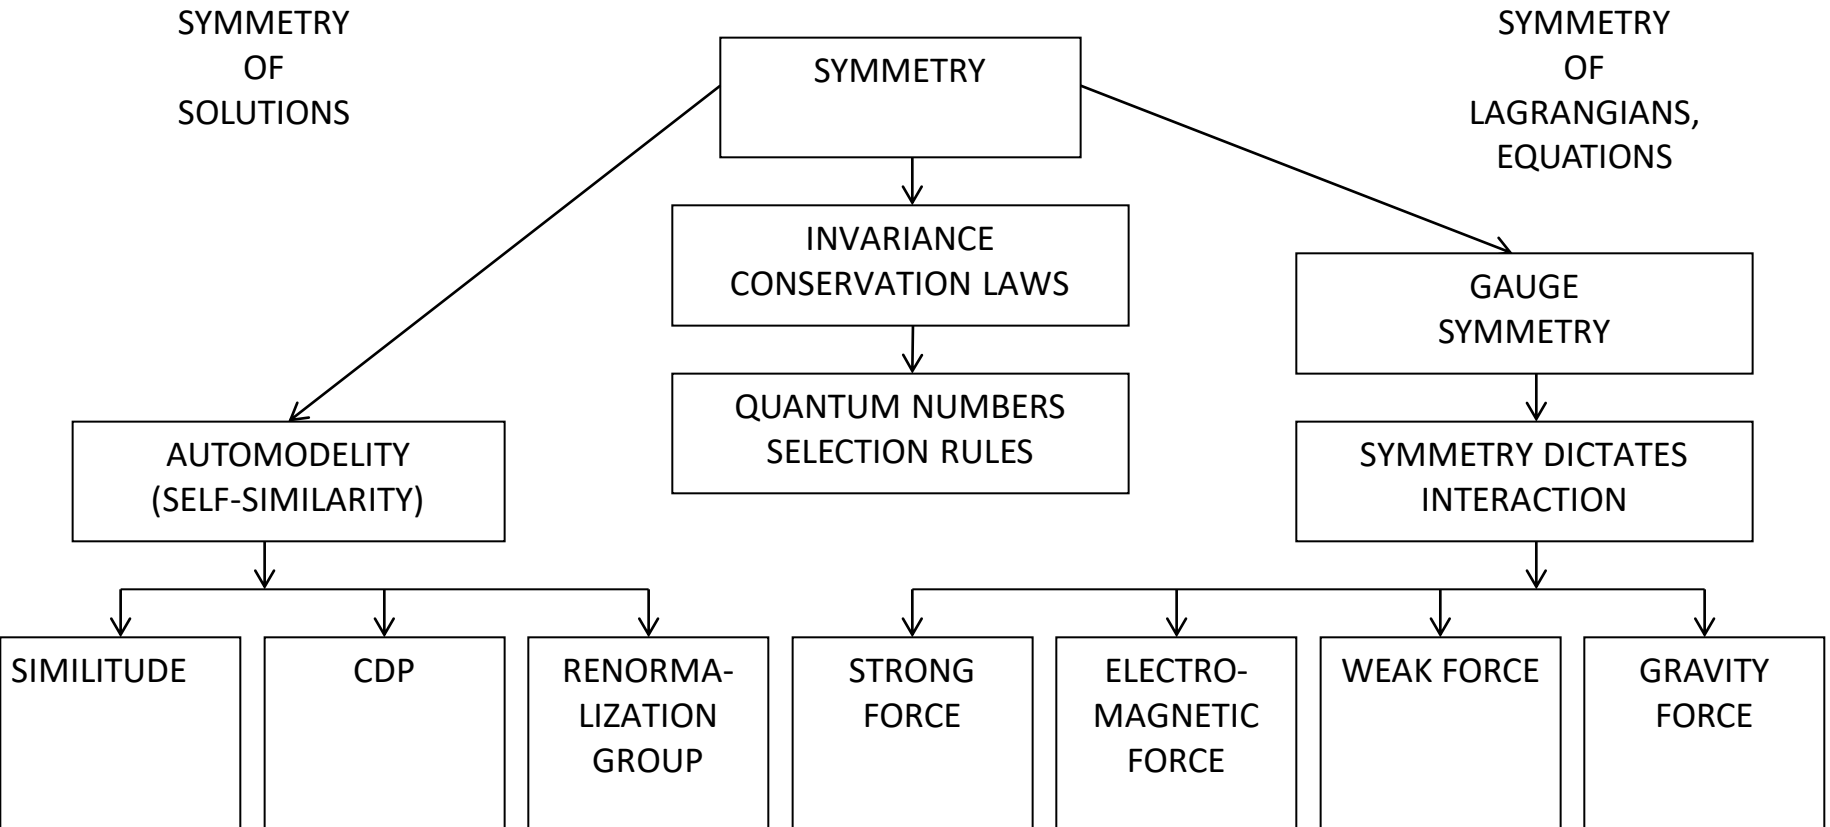 SYMMETRY
OF
SOLUTIONS
SYMMETRY
SYMMETRY
OF
LAGRANGIANS,
EQUATIONS
INVARIANCE
CONSERVATION LAWS
GAUGE
SYMMETRY
QUANTUM NUMBERS
SELECTION RULES
AUTOMODELITY
(SELF-SIMILARITY)
SYMMETRY DICTATES
INTERACTION
SIMILITUDE
CDP
RENORMA-
LIZATION
GROUP
STRONG
FORCE
ELECTRO-
MAGNETIC
FORCE
WEAK FORCE
GRAVITY
FORCE